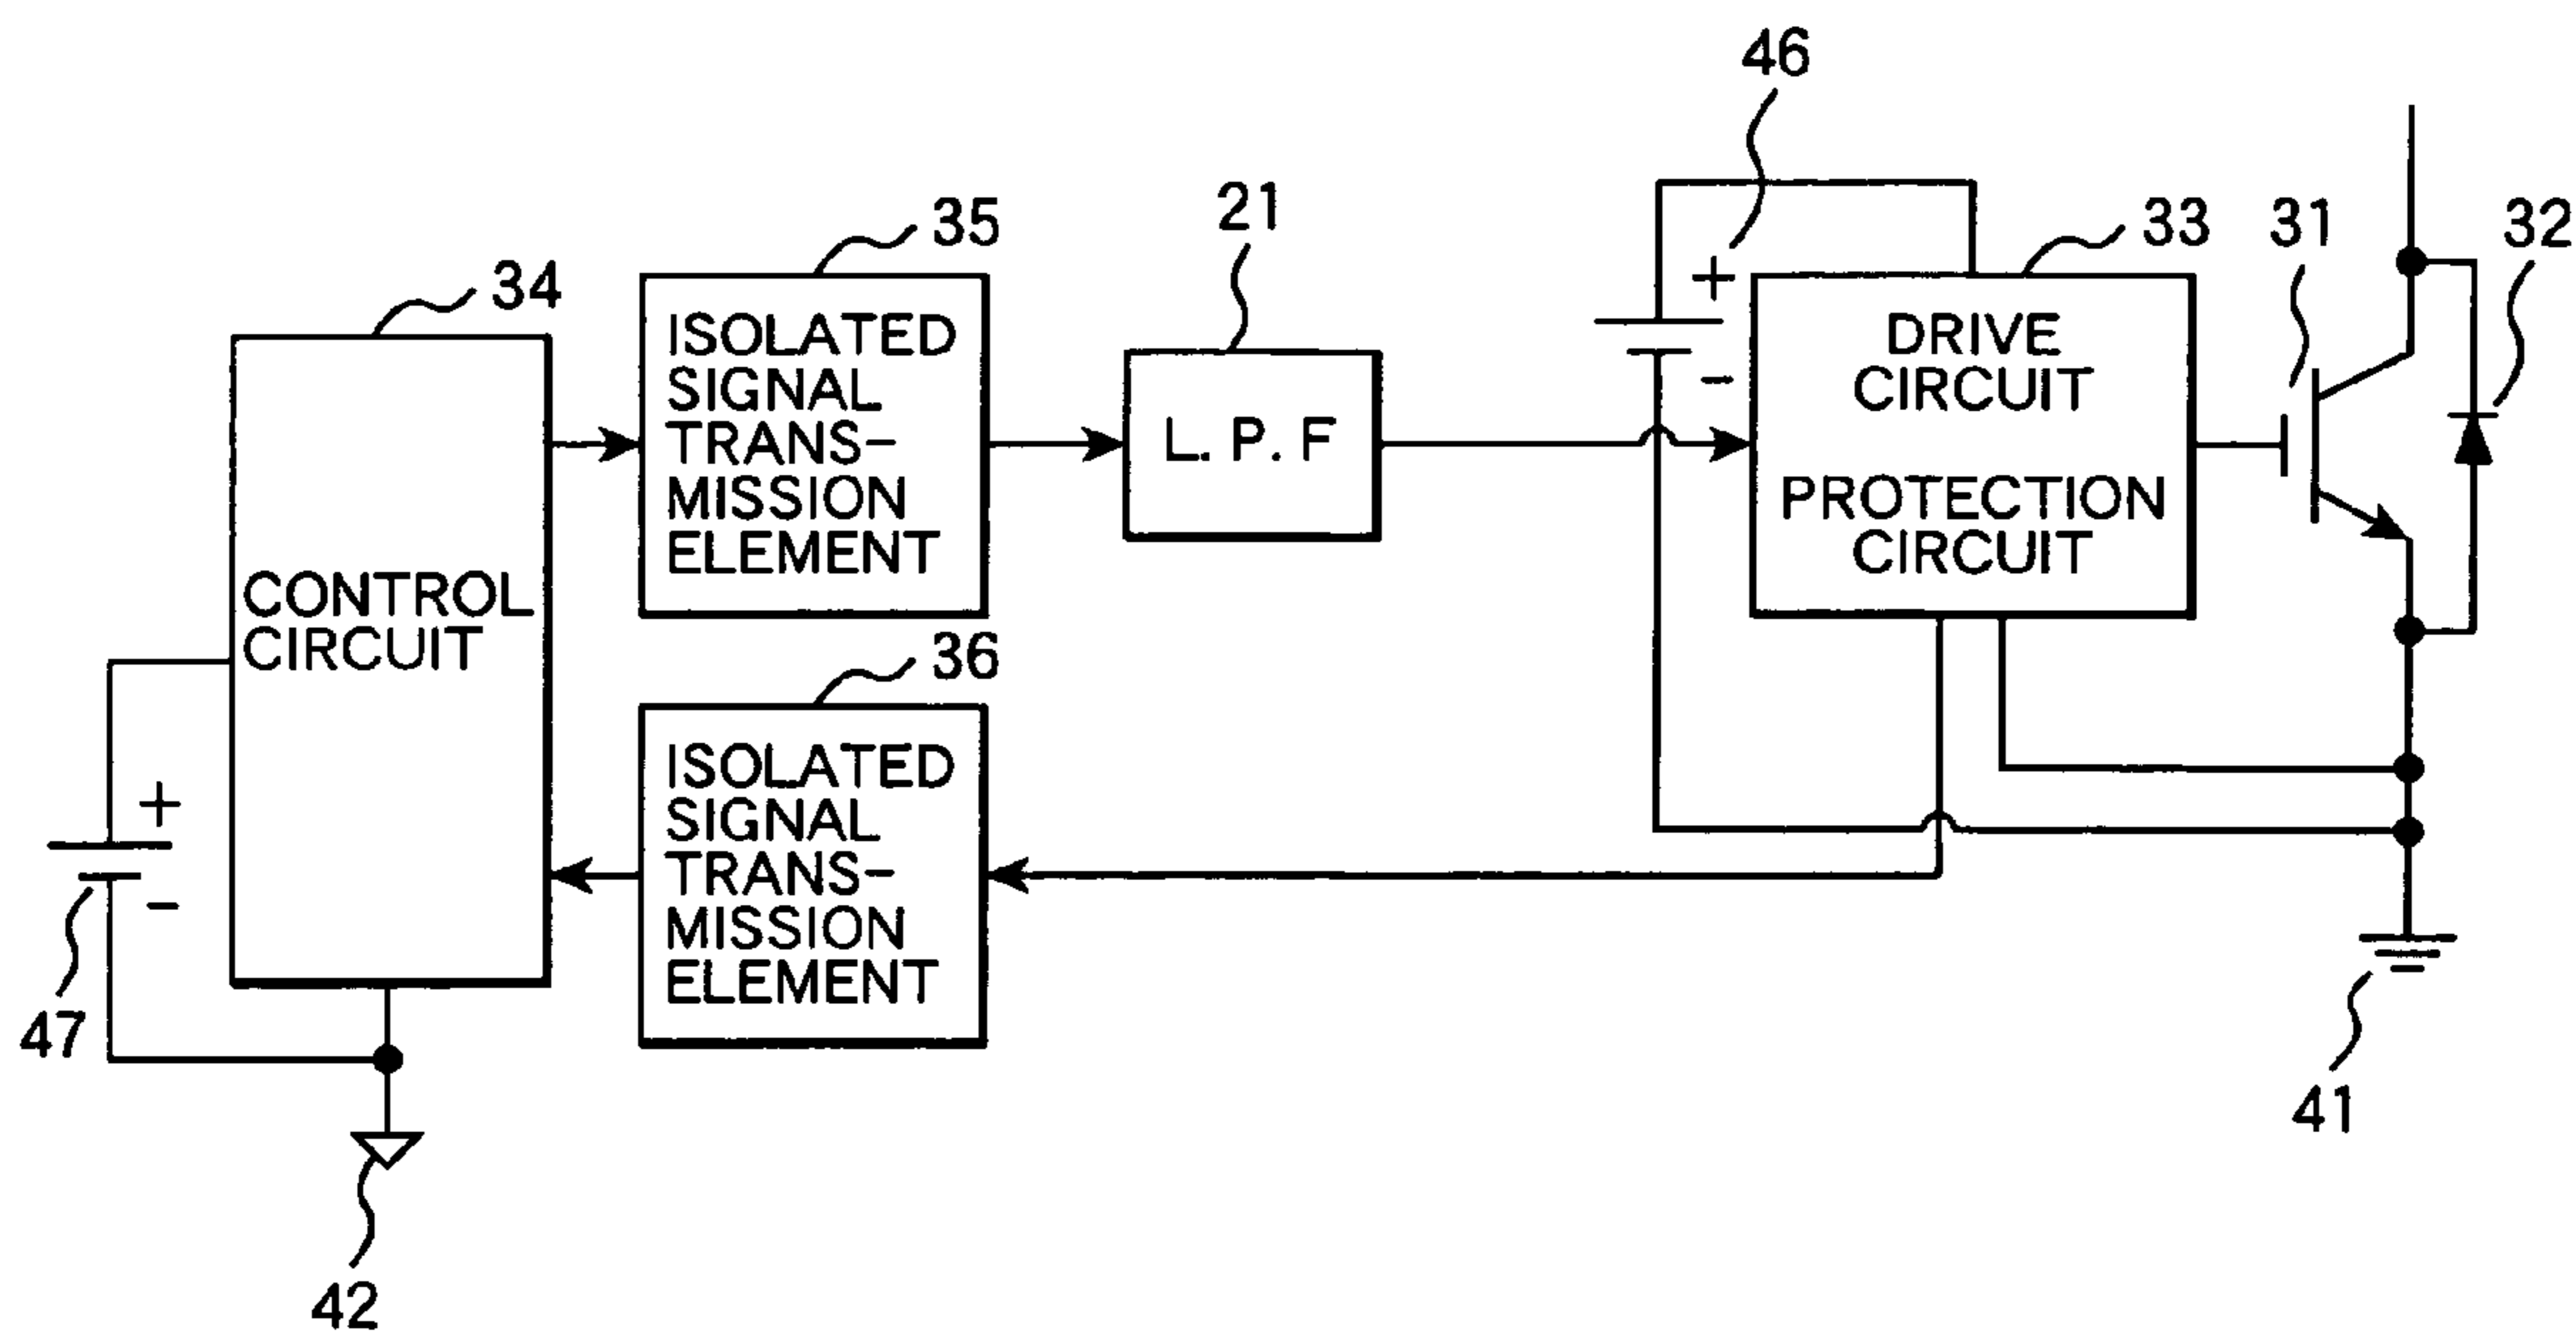 46
35
21
33
31
32
34
ISOLATED
SIGNAL
TRANS-
MISSION
ELEMENT
L. P. F
+
-
DRIVE
CIRCUIT
PROTECTION
CIRCUIT
CONTROL
CIRCUIT
36
ISOLATED
SIGNAL
TRANS-
MISSION
ELEMENT
+
-
47
41
42